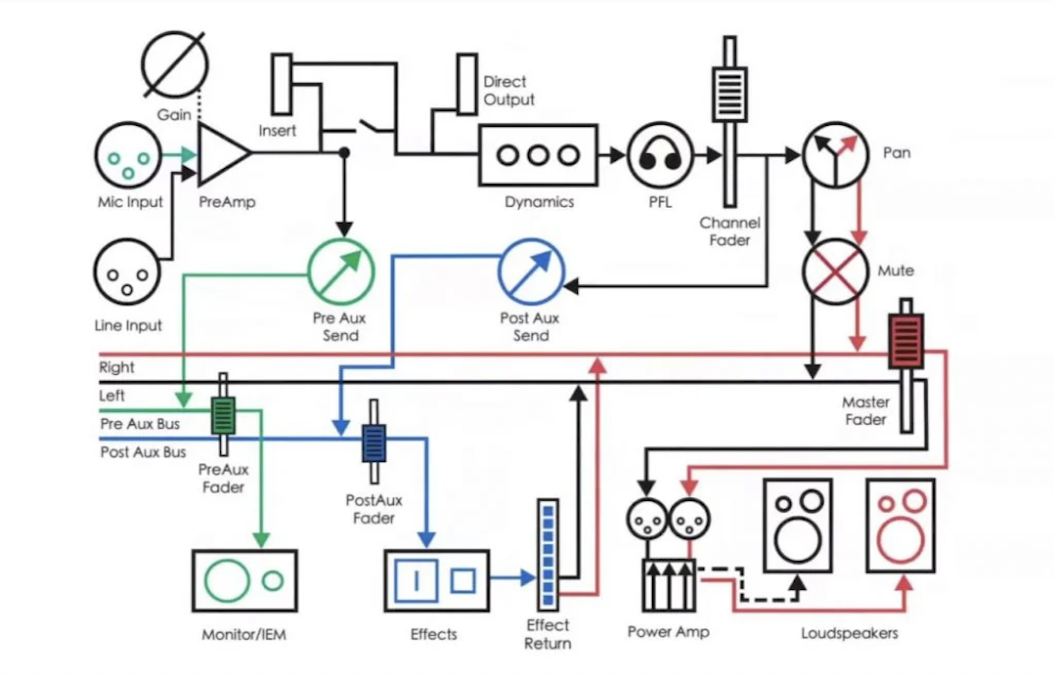 Gain
Insert
Direct
Output
Mic Input
PreAmp
Dynamics
PFL
Channel
Fader
Pan
Line Input
Pre Aux
Send
Post Aux
Send
Mute
Right
Left
Pre Aux Bus
Post Aux Bus
PreAux
Fader
PostAux
Fader
Master
Fader
Monitor/IEM
Effects
Effect
Return
Power Amp
Loudspeakers